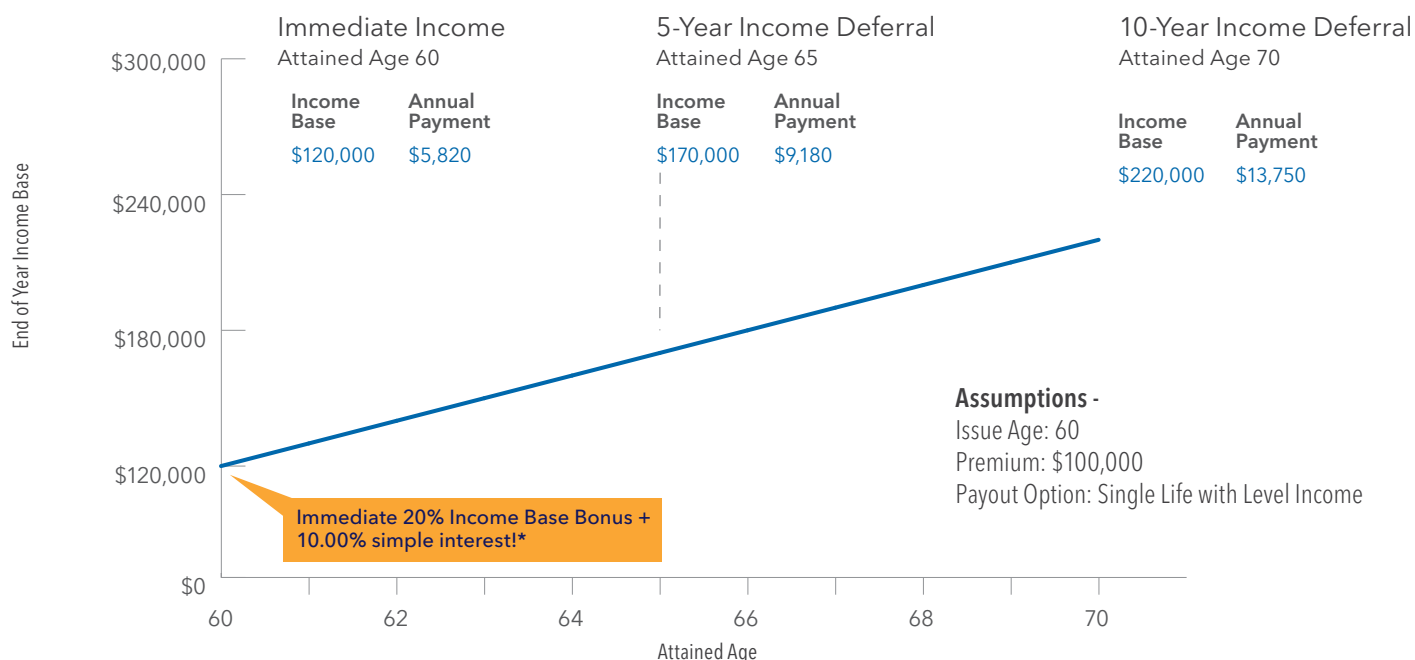 Immediate Income
Attained Age 60
Income Base
Annual Payment
$120,000
$5,820
5-Year Income Deferral
Attained Age 65
Income Base
Annual Payment
$170,000
$9,180
10-Year Income Deferral
Attained Age 70
Income Base
Annual Payment
$220,000
$13,750
End of Year Income Base
$300,000
$240,000
$180,000
$120,000
$0
Immediate 20% Income Base Bonus +
10.00% simple interest!*
Assumptions -
Issue Age: 60
Premium: $100,000
Payout Option: Single Life with Level Income
60
62
64
66
68
70
Attained Age